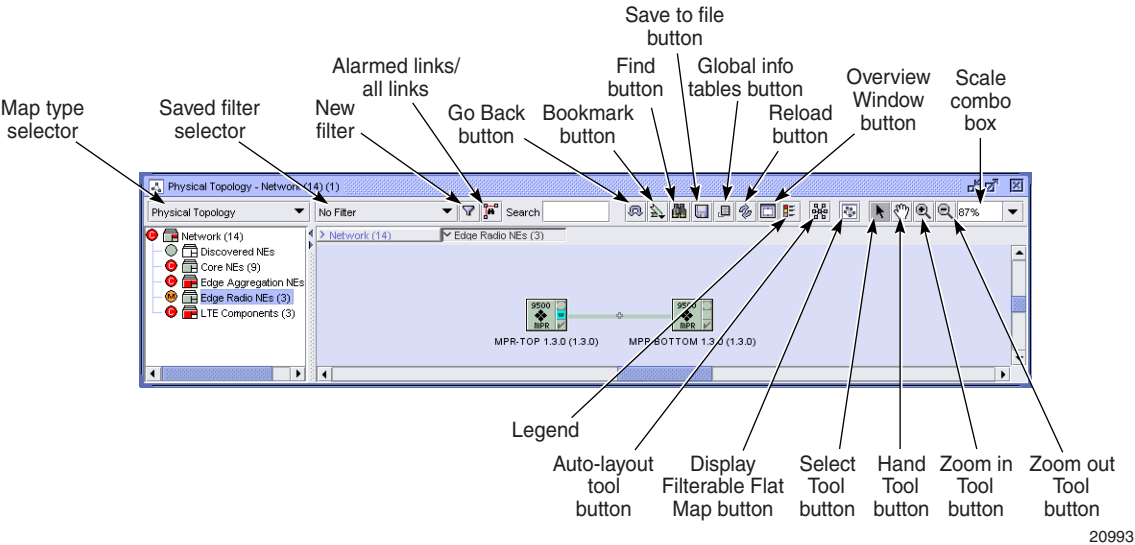 Save to file
button
Alarmed links/
all links
Find
button
Global info
tables button
Overview
Window
button
Scale
combo
box
Map type
selector
Saved filter
selector
New
filter
Go Back
button
Bookmark
button
Reload
button
Physical Topology - Network (14) (1)
Physical Topology
No Filter
Search
87%
Network (14)
Discovered NEs
Core NEs (9)
Edge Aggregation NEs
Edge Radio NEs (3)
LTE Components (3)
> Network (14)
Edge Radio NEs (3)
9500
MPR
9500
MPR
MPR-TOP 1.3.0 (1.3.0)
MPR-BOTTOM 1.3.0 (1.3.0)
Legend
Auto-layout
tool
button
Display
Filterable Flat
Map button
Select
Tool
button
Hand
Tool
button
Zoom in
Tool
button
Zoom out
Tool
button
20993